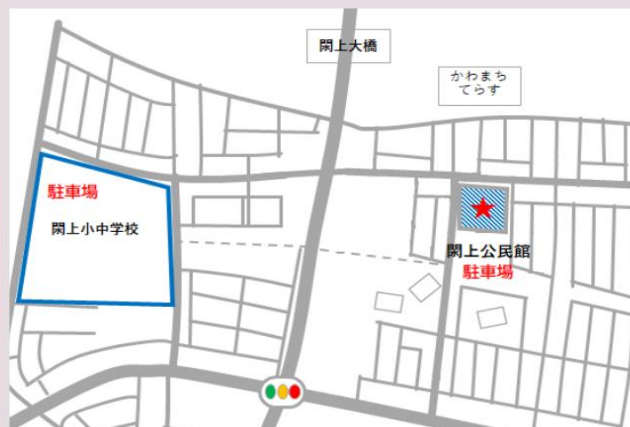 閖上大橋
かわまち
てらす
駐車場
閖上小中学校
閖上公民館
駐車場